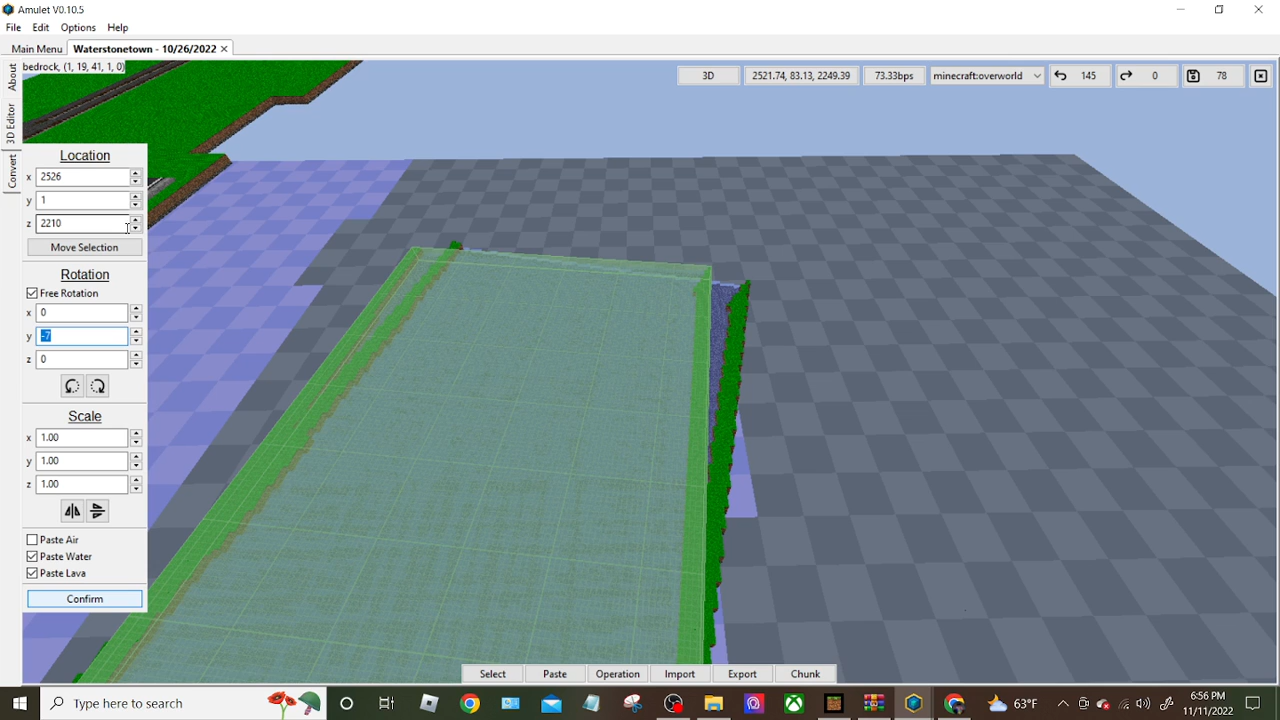 Amulet V0.10.5
File Edit Options Help
Main Menu Waterstonetown - 10/26/2022
bedrock, (1, 19, 41, 1, 0)
3D 2521.74, 83.13, 2249.39 73.33bps minecraft:overworld 145 0 78
About
3D Editor
Convert
Location
x 2526
y 1
z 2210
Move Selection
Rotation
Free Rotation
x 0
y -7
z 0
Scale
x 1.00
y 1.00
z 1.00
Paste Air
Paste Water
Paste Lava
Confirm
Select Paste Operation Import Export Chunk
Type here to search
63°F
6:56 PM
11/11/2022